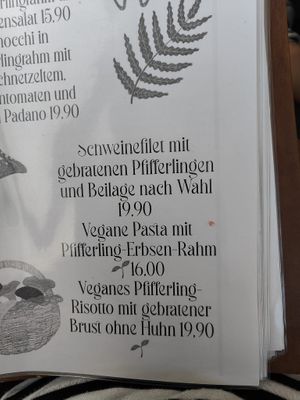 ensalat 15.90
nocchi in
rlingrahm mit
chnetzeltem,
ntomaten und
Padano 19.90
Schweinefilet mit
gebratenen Pfifferlingen
und Beilage nach Wahl
19.90
Vegane Pasta mit
Pfifferling-Erbsen-Rahm
16.00
Veganes Pfifferling-
Risotto mit gebratener
Brust ohne Huhn 19.90